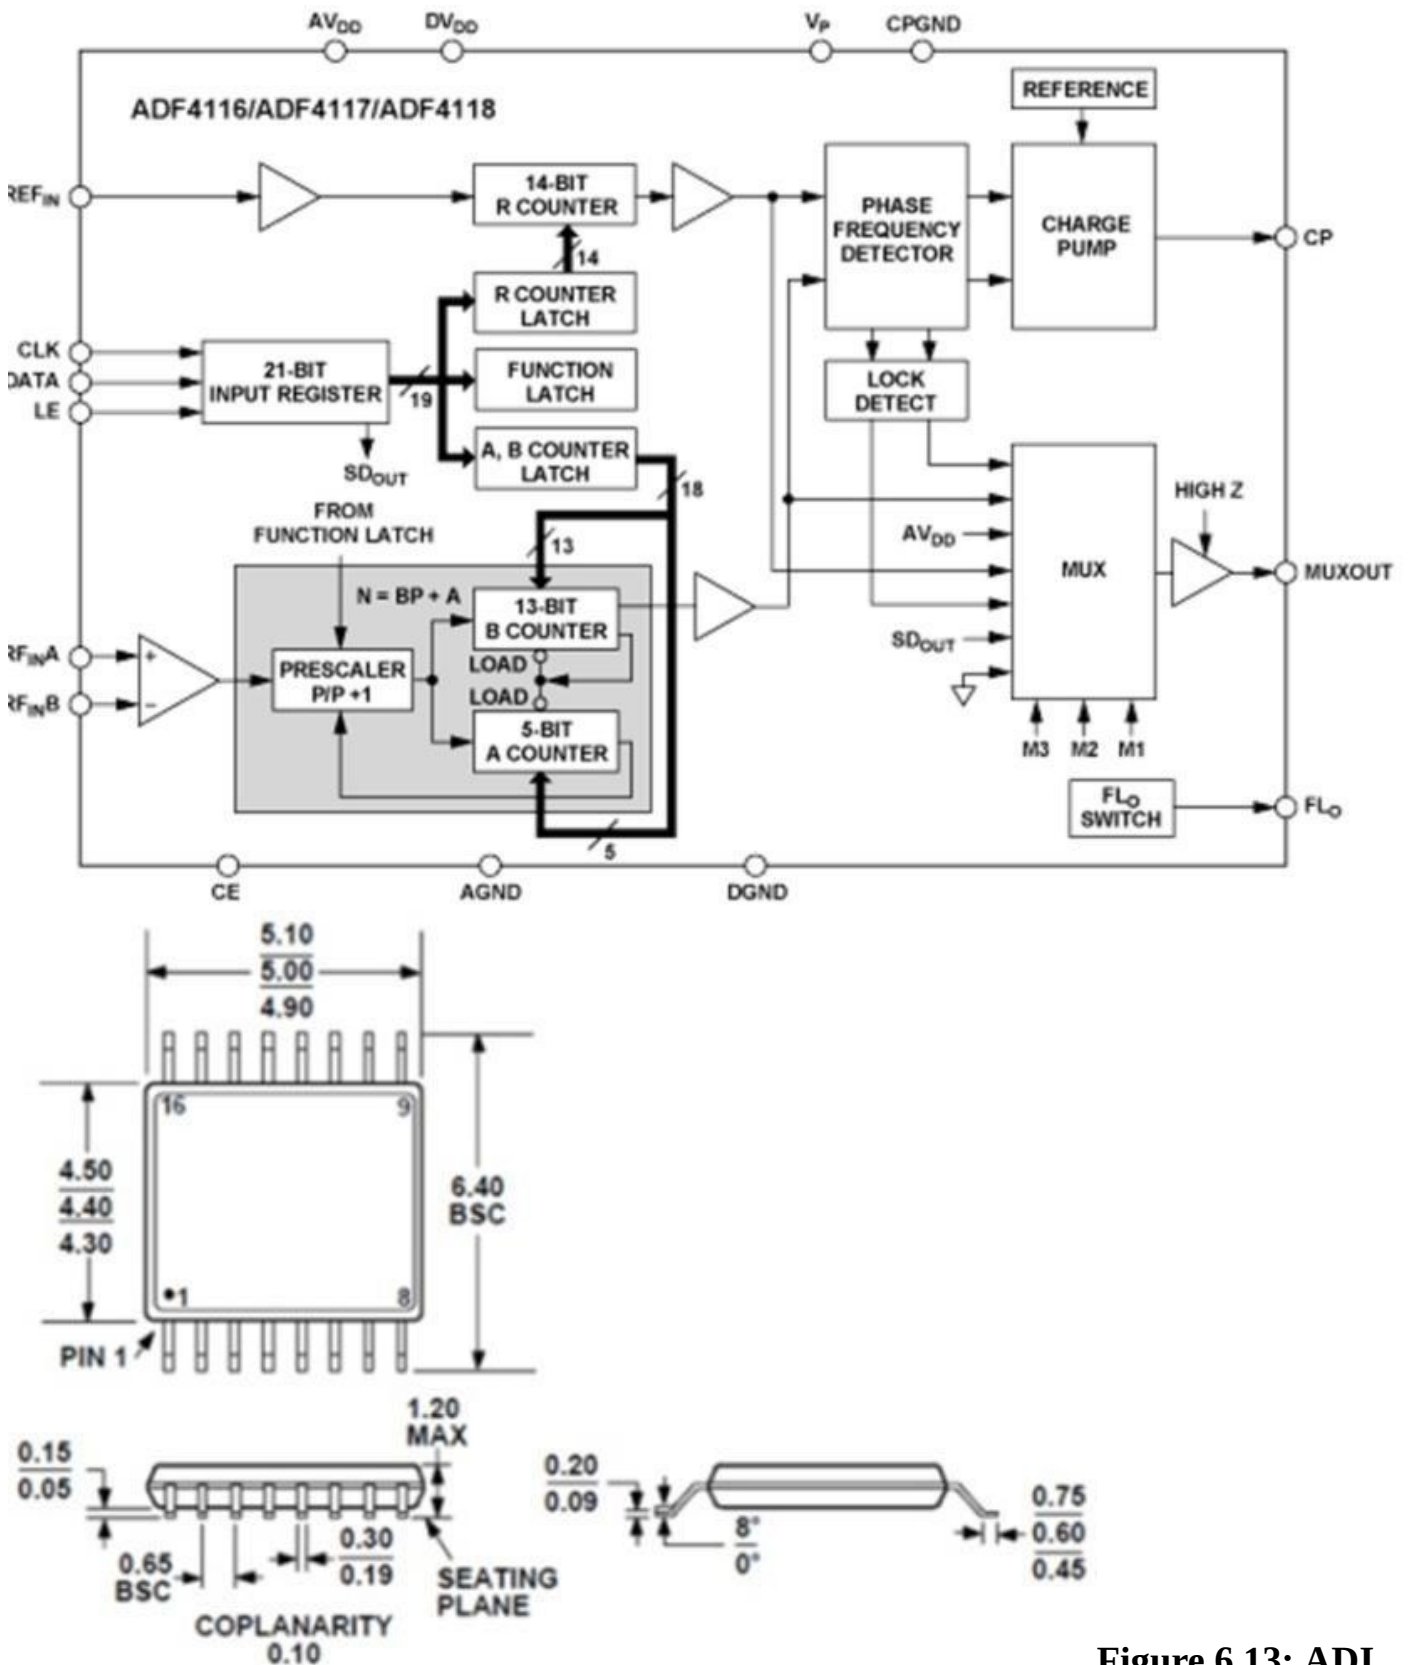 AVDD DVDD VP CPGND
ADF4116/ADF4117/ADF4118
REFERENCE
REFIN
14-BIT
R COUNTER
PHASE
FREQUENCY
DETECTOR
CHARGE
PUMP
CP
14
R COUNTER
LATCH
CLK
DATA
LE
21-BIT
INPUT REGISTER
19
FUNCTION
LATCH
LOCK
DETECT
A, B COUNTER
LATCH
SDOUT
18
HIGH Z
FROM
FUNCTION LATCH
13
AVDD
MUX
MUXOUT
N = BP + A
13-BIT
B COUNTER
RFINA
+
PRESCALER
P/P +1
LOAD
LOAD
SDOUT
RFINB
–
5-BIT
A COUNTER
M3 M2 M1
FLO
SWITCH
FLO
5
CE AGND DGND
5.10
5.00
4.90
16 9
4.50
4.40
4.30
6.40
BSC
1 8
PIN 1
1.20
MAX
0.15
0.05
0.20
0.09
0.75
0.60
0.45
8°
0°
0.65
BSC
0.30
0.19
SEATING
PLANE
COPLANARITY
0.10
Figure 6.13: ADI